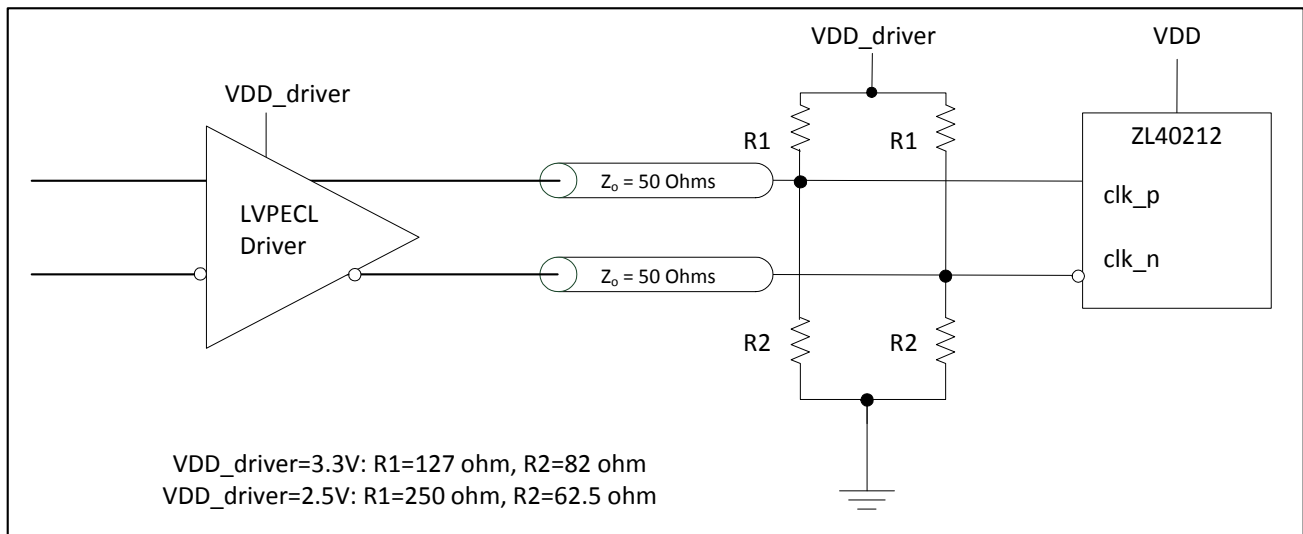 VDD_driver
VDD
VDD_driver
R1
R1
ZL40212
Zo = 50 Ohms
clk_p
LVPECL
Driver
clk_n
Zo = 50 Ohms
R2
R2
VDD_driver=3.3V: R1=127 ohm, R2=82 ohm
VDD_driver=2.5V: R1=250 ohm, R2=62.5 ohm